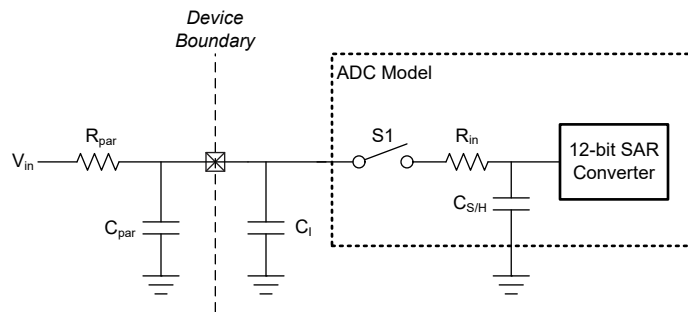 Device
Boundary
ADC Model
R_par
S1
R_in
V_in
12-bit SAR
Converter
C_par
C_I
C_S/H